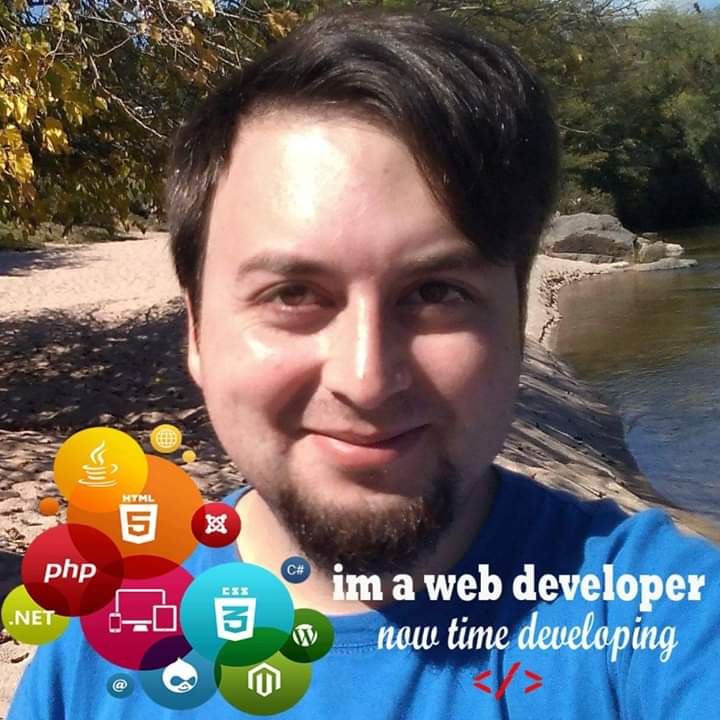 HTML
5
php
CSS
3
C#
.NET
@
im a web developer
now time developing
</>